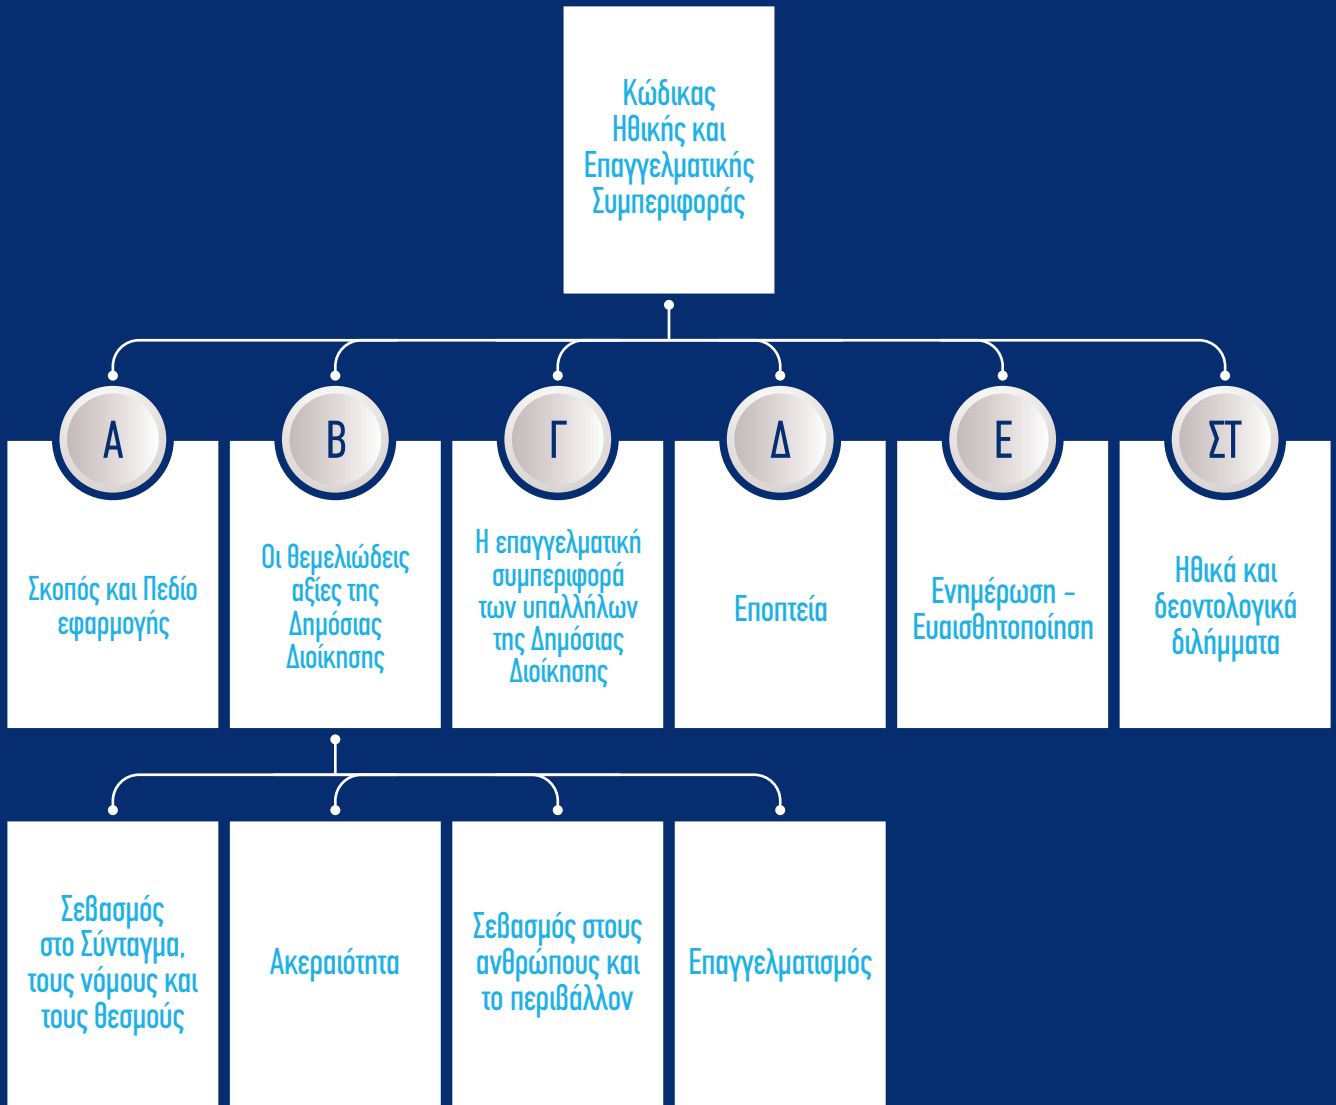 Κώδικας
Ηθικής και
Επαγγελματικής
Συμπεριφοράς
Α
Β
Γ
Δ
Ε
ΣΤ
Σκοπός και Πεδίο
εφαρμογής
Οι θεμελιώδεις
αξίες της
Δημόσιας
Διοίκησης
Η επαγγελματική
συμπεριφορά
των υπαλλήλων
της Δημόσιας
Διοίκησης
Εποπτεία
Ενημέρωση -
Ευαισθητοποίηση
Ηθικά και
δεοντολογικά
διλήμματα
Σεβασμός
στο Σύνταγμα,
τους νόμους και
τους θεσμούς
Ακεραιότητα
Σεβασμός στους
ανθρώπους και
το περιβάλλον
Επαγγελματισμός